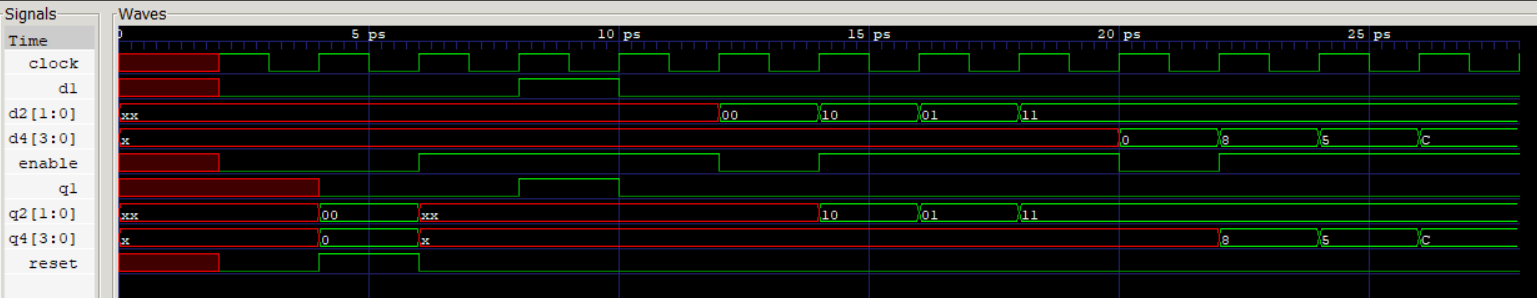 Signals Waves
Time 0 5 ps 10 ps 15 ps 20 ps 25 ps
clock
d1
d2[1:0] xx 00 10 01 11
d4[3:0] x 0 8 5 C
enable
q1
q2[1:0] xx 00 xx 10 01 11
q4[3:0] x 0 x 8 5 C
reset